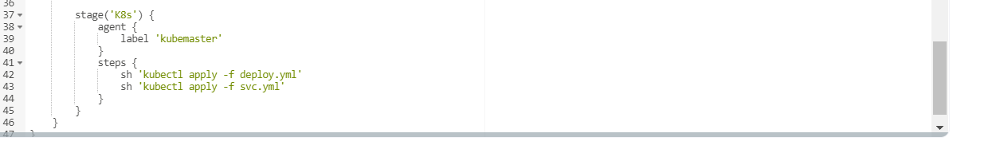 36
37 stage('K8s') {
38 agent {
39 label 'kubemaster'
40 }
41 steps {
42 sh 'kubectl apply -f deploy.yml'
43 sh 'kubectl apply -f svc.yml'
44 }
45 }
46 }
47 }